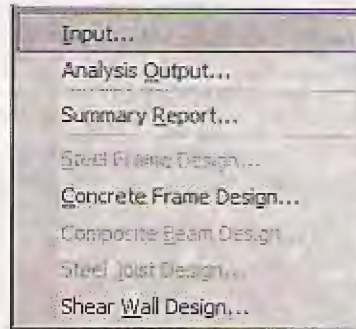 Input...
Analysis Output...
Summary Report...
Steel Frame Design...
Concrete Frame Design...
Composite Beam Design...
Steel Joist Design...
Shear Wall Design...